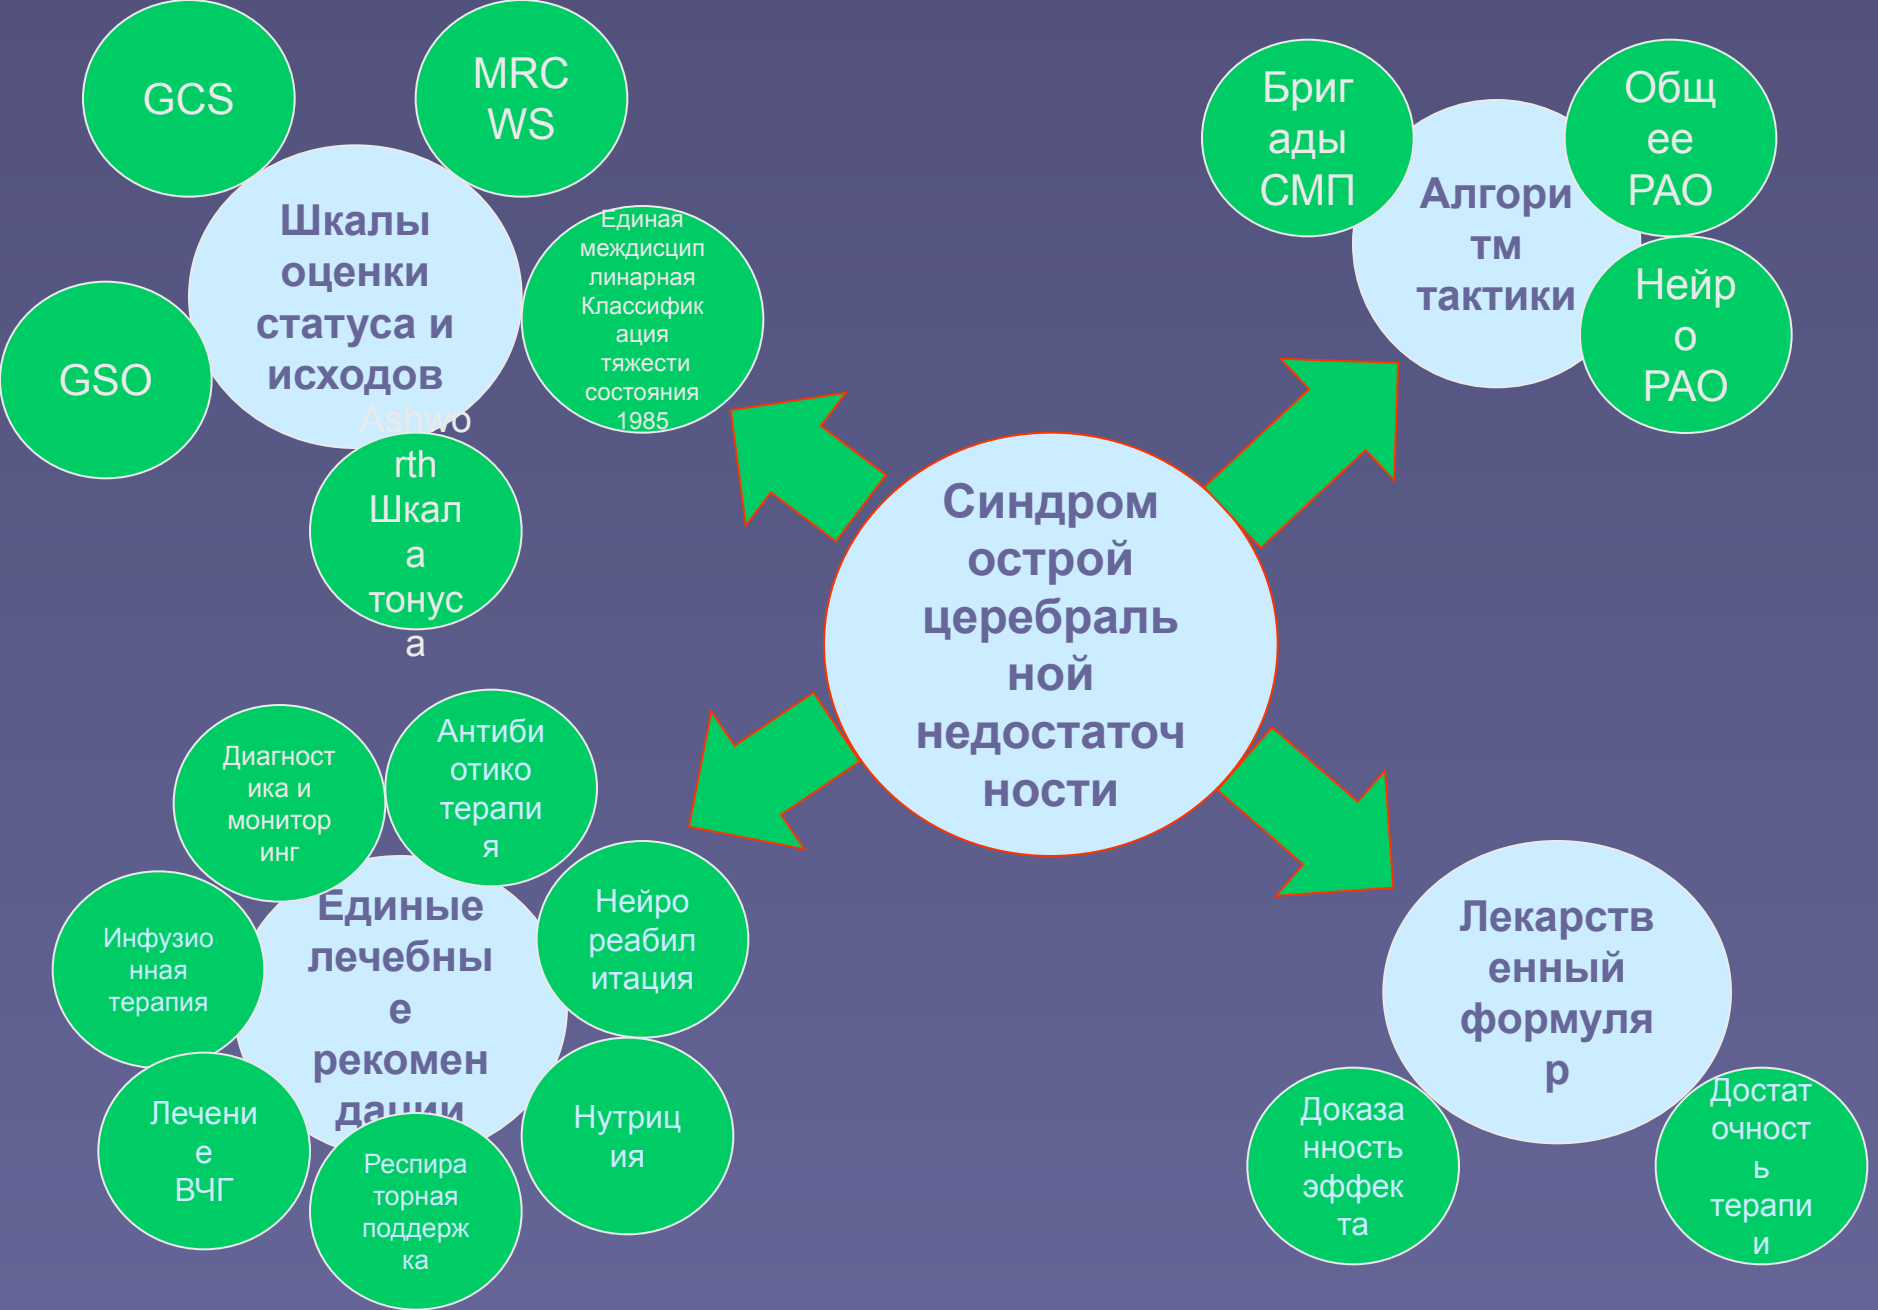 GCS
MRC
WS
Шкалы
оценки
статуса и
исходов
Единая
междисцип
линарная
Классифик
ация
тяжести
состояния
1985
GSO
Ashwo
rth
Шкал
а
тонус
а
Бриг
ады
СМП
Общ
ее
РАО
Алгори
тм
тактики
Нейр
о
РАО
Синдром
острой
церебраль
ной
недостаточ
ности
Диагност
ика и
монитор
инг
Антиби
отико
терапи
я
Нейро
реабил
итация
Инфузио
нная
терапия
Единые
лечебны
е
рекомен
дации
Лечени
е
ВЧГ
Респира
торная
поддерж
ка
Нутриц
ия
Лекарств
енный
формуля
р
Доказа
нность
эффек
та
Достат
очност
ь
терапи
и